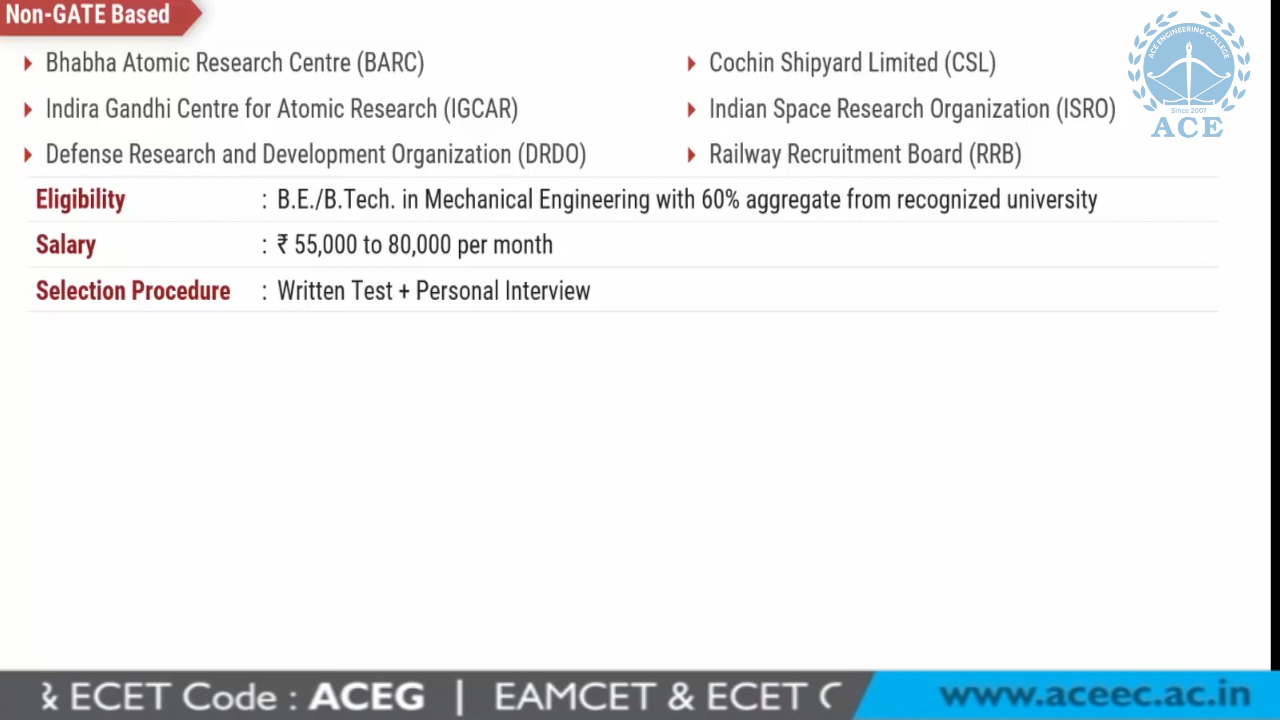 Non-GATE Based
Bhabha Atomic Research Centre (BARC)
Indira Gandhi Centre for Atomic Research (IGCAR)
Defense Research and Development Organization (DRDO)
Cochin Shipyard Limited (CSL)
Indian Space Research Organization (ISRO)
Railway Recruitment Board (RRB)
ACE ENGINEERING COLLEGE
Since 2007
ACE
Eligibility : B.E./B.Tech. in Mechanical Engineering with 60% aggregate from recognized university
Salary : ₹ 55,000 to 80,000 per month
Selection Procedure : Written Test + Personal Interview
& ECET Code : ACEG | EAMCET & ECET C
www.aceec.ac.in